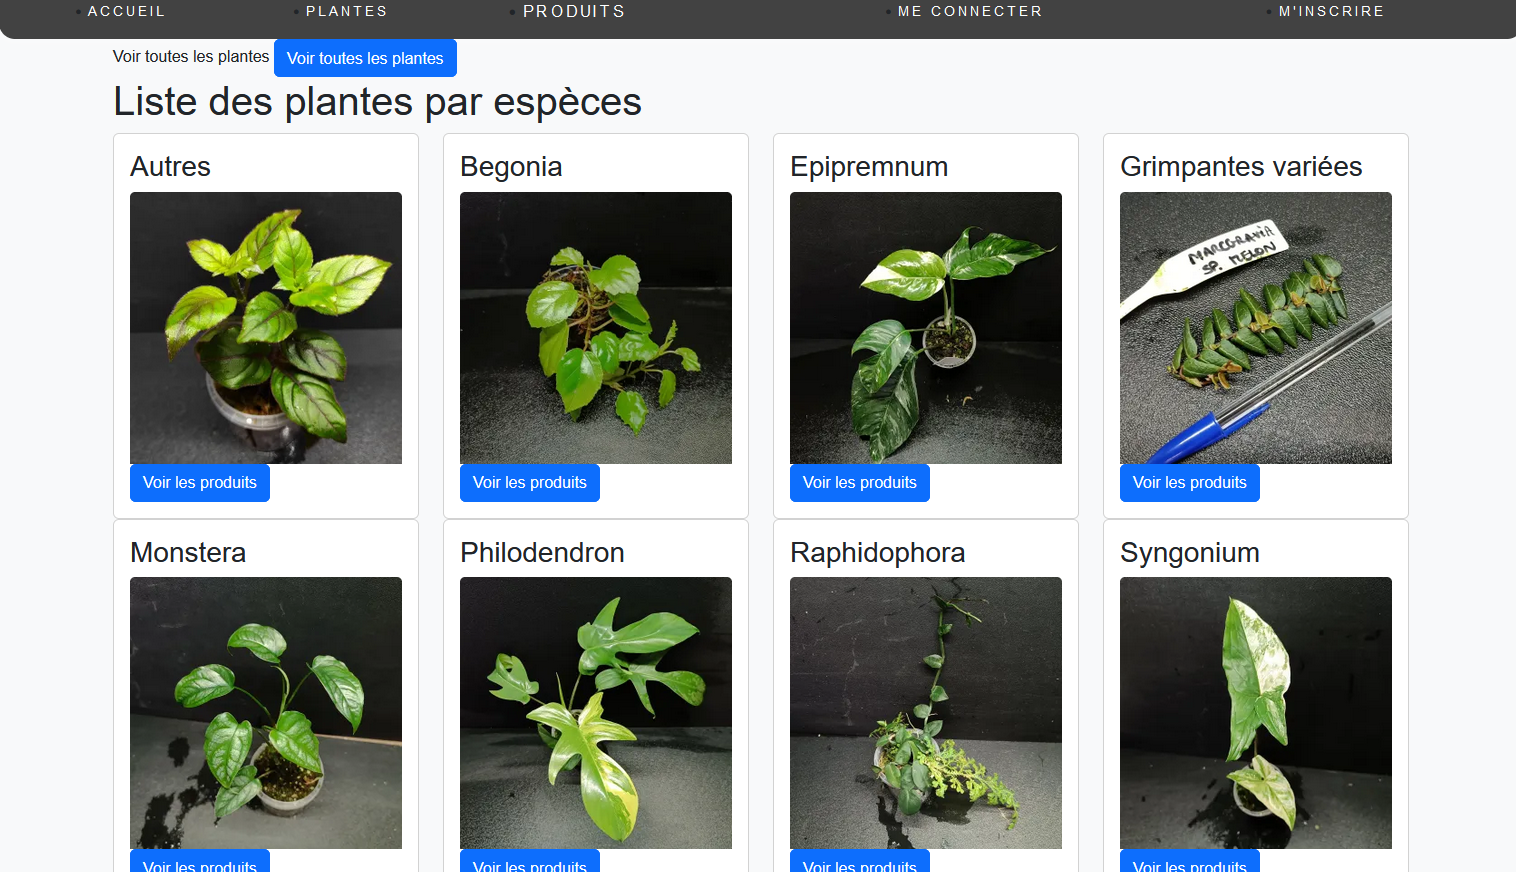 ACCUEIL PLANTES PRODUITS ME CONNECTER M'INSCRIRE
Voir toutes les plantes Voir toutes les plantes
Liste des plantes par espèces
Autres Begonia Epipremnum Grimpantes variées
MARCGRAVIA
SP. MELON
Voir les produits Voir les produits Voir les produits Voir les produits
Monstera Philodendron Raphidophora Syngonium
Voir les produits Voir les produits Voir les produits Voir les produits